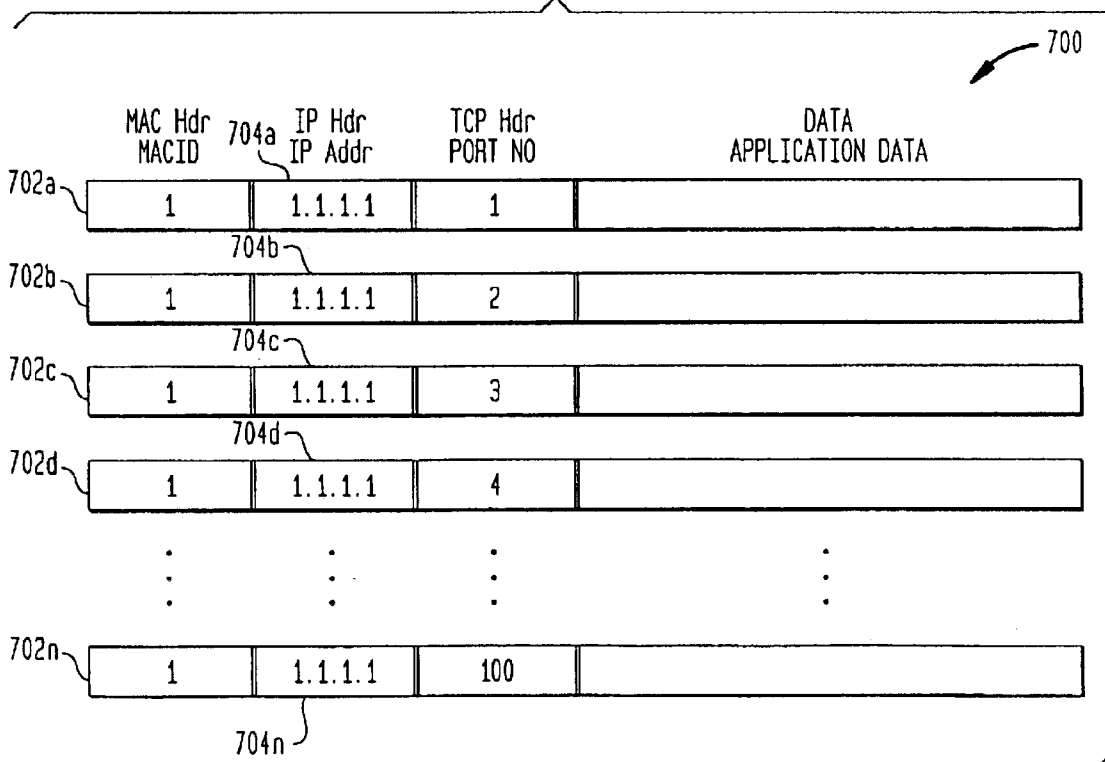 700
MAC Hdr IP Hdr TCP Hdr DATA
MACID 704a IP Addr PORT NO APPLICATION DATA
702a 1 1.1.1.1 1
704b
702b 1 1.1.1.1 2
704c
702c 1 1.1.1.1 3
704d
702d 1 1.1.1.1 4
702n 1 1.1.1.1 100
704n